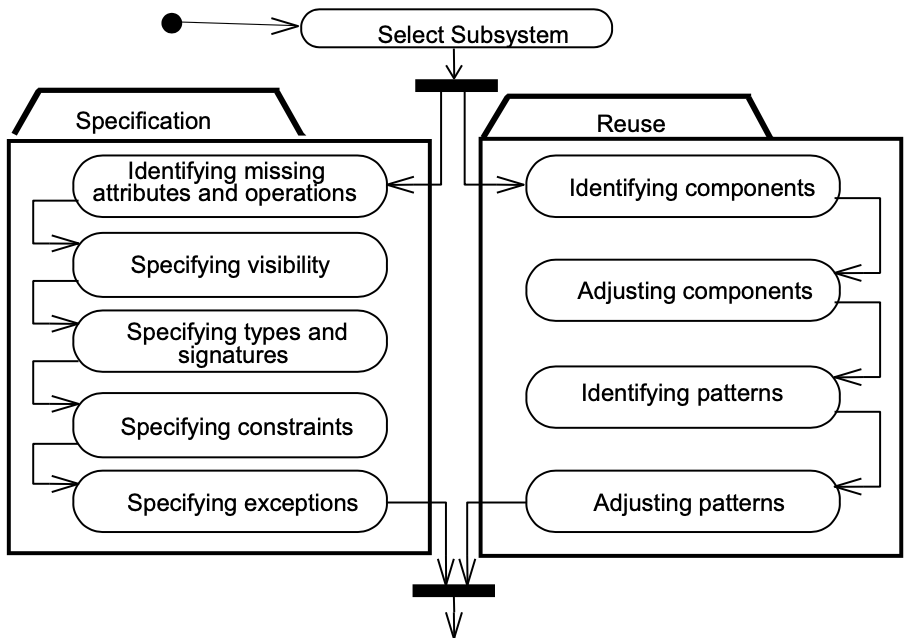 Select Subsystem
Specification
Identifying missing
attributes and operations
Specifying visibility
Specifying types and
signatures
Specifying constraints
Specifying exceptions
Reuse
Identifying components
Adjusting components
Identifying patterns
Adjusting patterns